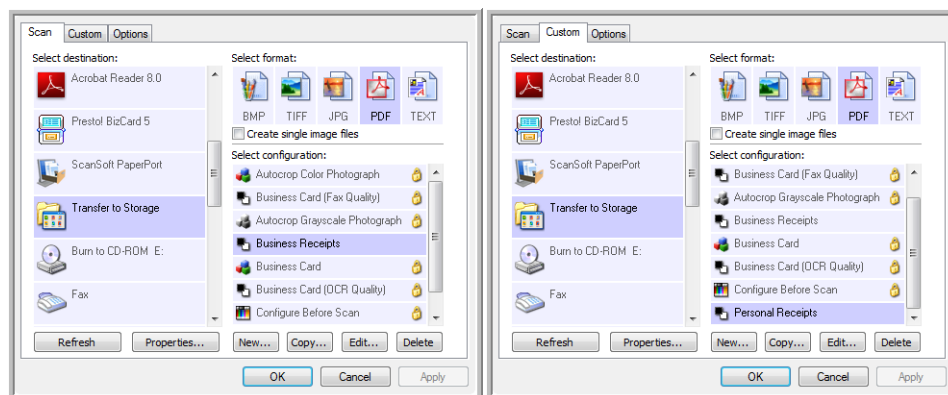 Scan Custom Options
Select destination:
Acrobat Reader 8.0
Presto! BizCard 5
ScanSoft PaperPort
Transfer to Storage
Burn to CD-ROM E:
Fax
Refresh Properties...
Select format:
BMP TIFF JPG PDF TEXT
Create single image files
Select configuration:
Autocrop Color Photograph
Business Card (Fax Quality)
Autocrop Grayscale Photograph
Business Receipts
Business Card
Business Card (OCR Quality)
Configure Before Scan
New... Copy... Edit... Delete
OK Cancel Apply
Scan Custom Options
Select destination:
Acrobat Reader 8.0
Presto! BizCard 5
ScanSoft PaperPort
Transfer to Storage
Burn to CD-ROM E:
Fax
Refresh Properties...
Select format:
BMP TIFF JPG PDF TEXT
Create single image files
Select configuration:
Business Card (Fax Quality)
Autocrop Grayscale Photograph
Business Receipts
Business Card
Business Card (OCR Quality)
Configure Before Scan
Personal Receipts
New... Copy... Edit... Delete
OK Cancel Apply